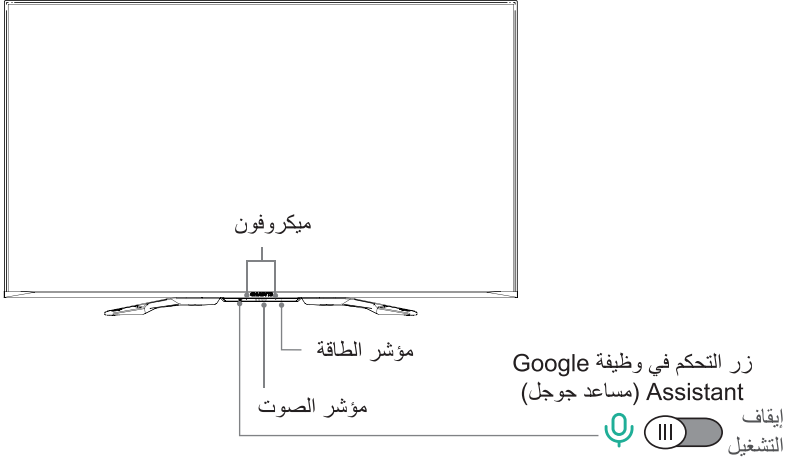 ميكروفون
مؤشر الطاقة
مؤشر الصوت
زر التحكم في وظيفة Google
Assistant (مساعد جوجل)
إيقاف
التشغيل